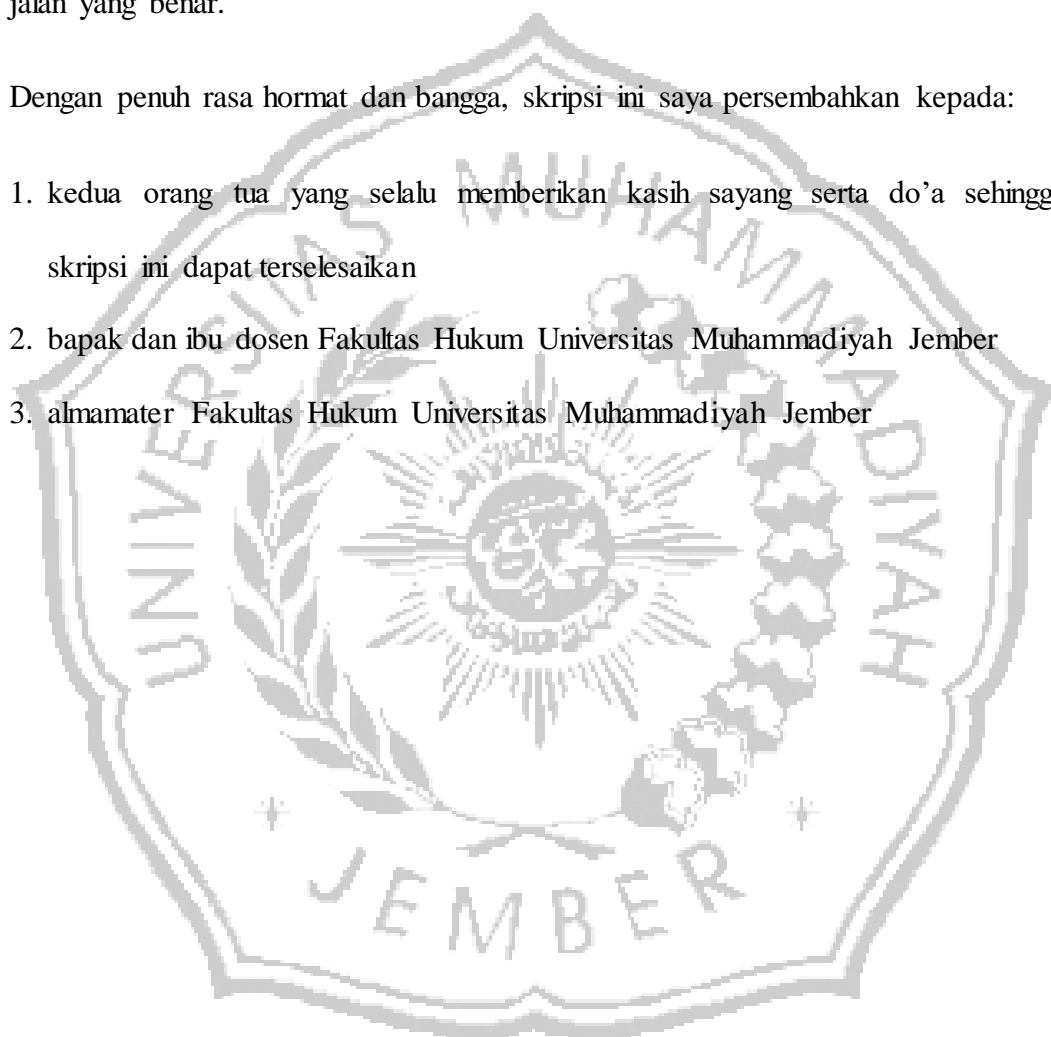 jalan yang benar.
Dengan penuh rasa hormat dan bangga, skripsi ini saya persembahkan kepada:
1. kedua orang tua yang selalu memberikan kasih sayang serta do'a sehingg
skripsi ini dapat terselesaikan
2. bapak dan ibu dosen Fakultas Hukum Universitas Muhammadiyah Jember
3. almamater Fakultas Hukum Universitas Muhammadiyah Jember
UNIVERSITAS MUHAMMADIYAH
JEMBER